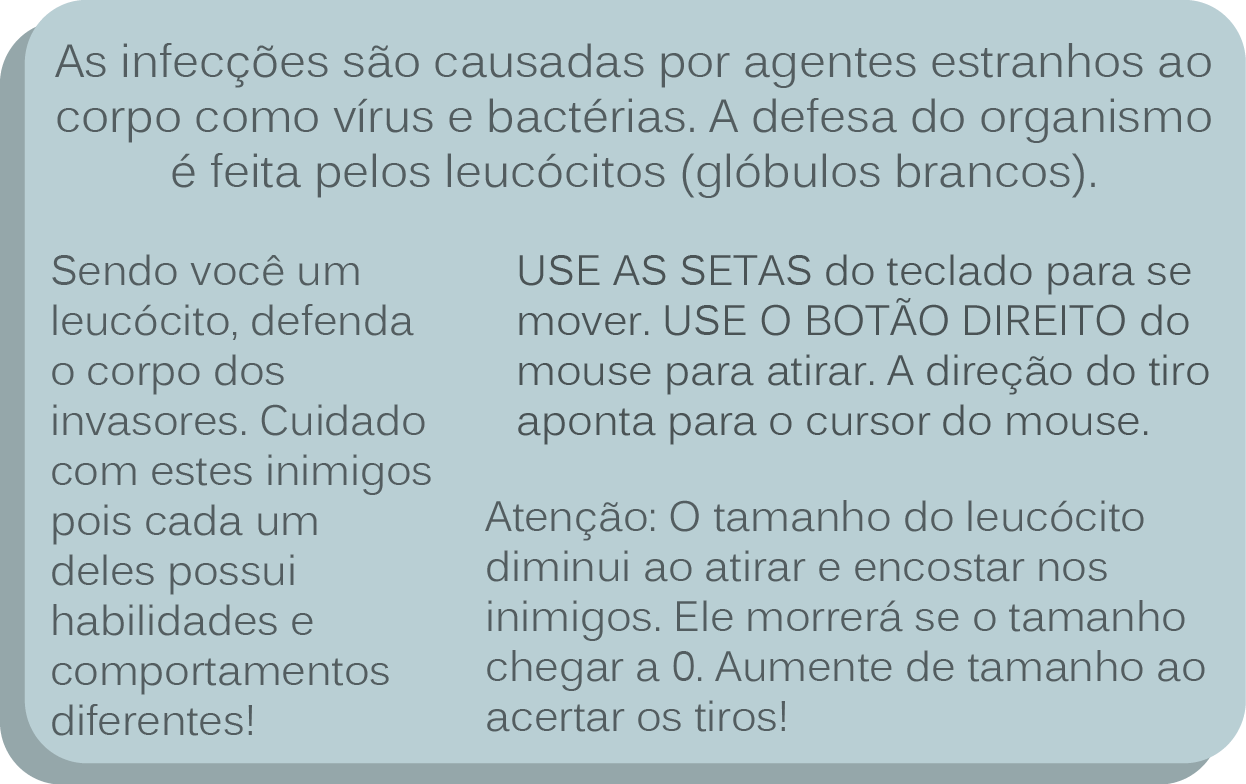 As infecções são causadas por agentes estranhos ao
corpo como vírus e bactérias. A defesa do organismo
é feita pelos leucócitos (glóbulos brancos).
Sendo você um
leucócito, defenda
o corpo dos
invasores. Cuidado
com estes inimigos
pois cada um
deles possui
habilidades e
comportamentos
diferentes!
USE AS SETAS do teclado para se
mover. USE O BOTÃO DIREITO do
mouse para atirar. A direção do tiro
aponta para o cursor do mouse.
Atenção: O tamanho do leucócito
diminui ao atirar e encostar nos
inimigos. Ele morrerá se o tamanho
chegar a 0. Aumente de tamanho ao
acertar os tiros!